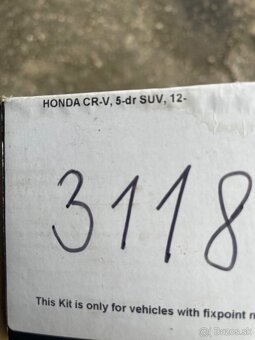 HONDA CR-V, 5-dr SUV, 12-
3118
This Kit is only for vehicles with fixpoint
bazos.sk